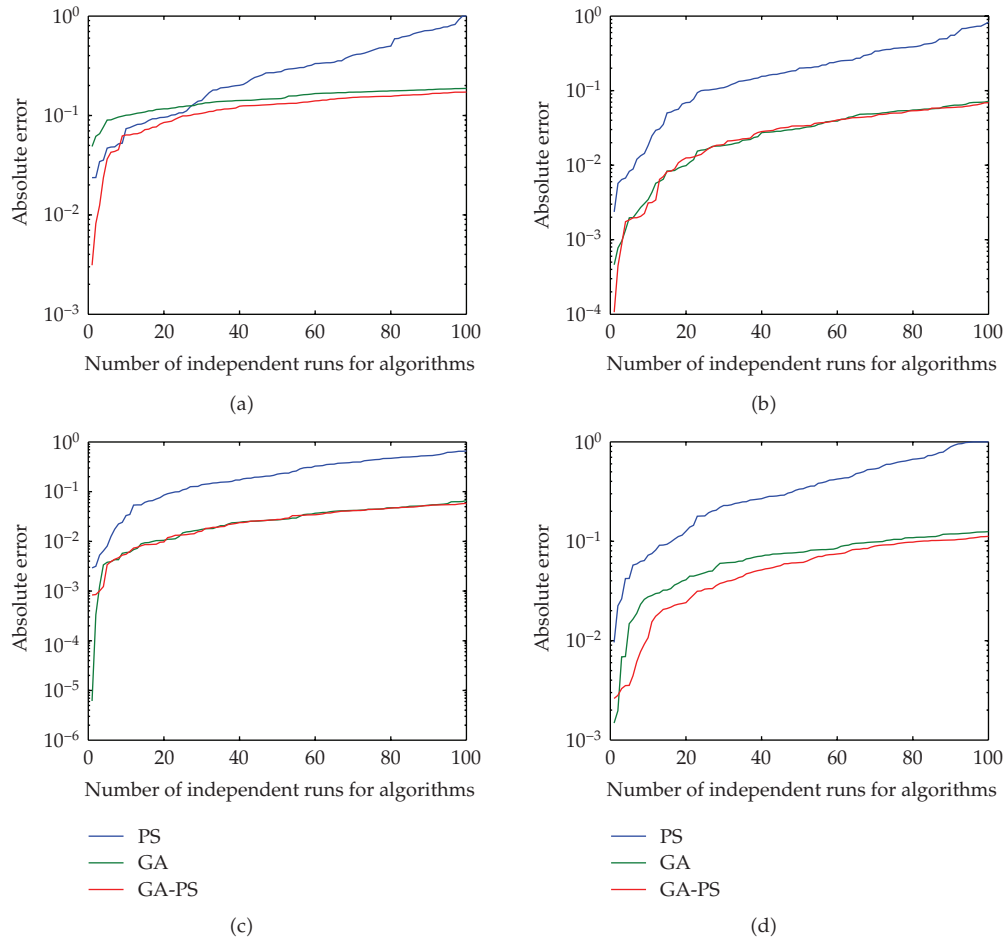 10^0
10^-1
10^-2
10^-3
Absolute error
0 20 40 60 80 100
Number of independent runs for algorithms
(a)
10^0
10^-1
10^-2
10^-3
10^-4
Absolute error
0 20 40 60 80 100
Number of independent runs for algorithms
(b)
10^0
10^-1
10^-2
10^-3
10^-4
10^-5
10^-6
Absolute error
0 20 40 60 80 100
Number of independent runs for algorithms
PS
GA
GA-PS
(c)
10^0
10^-1
10^-2
10^-3
Absolute error
0 20 40 60 80 100
Number of independent runs for algorithms
PS
GA
GA-PS
(d)